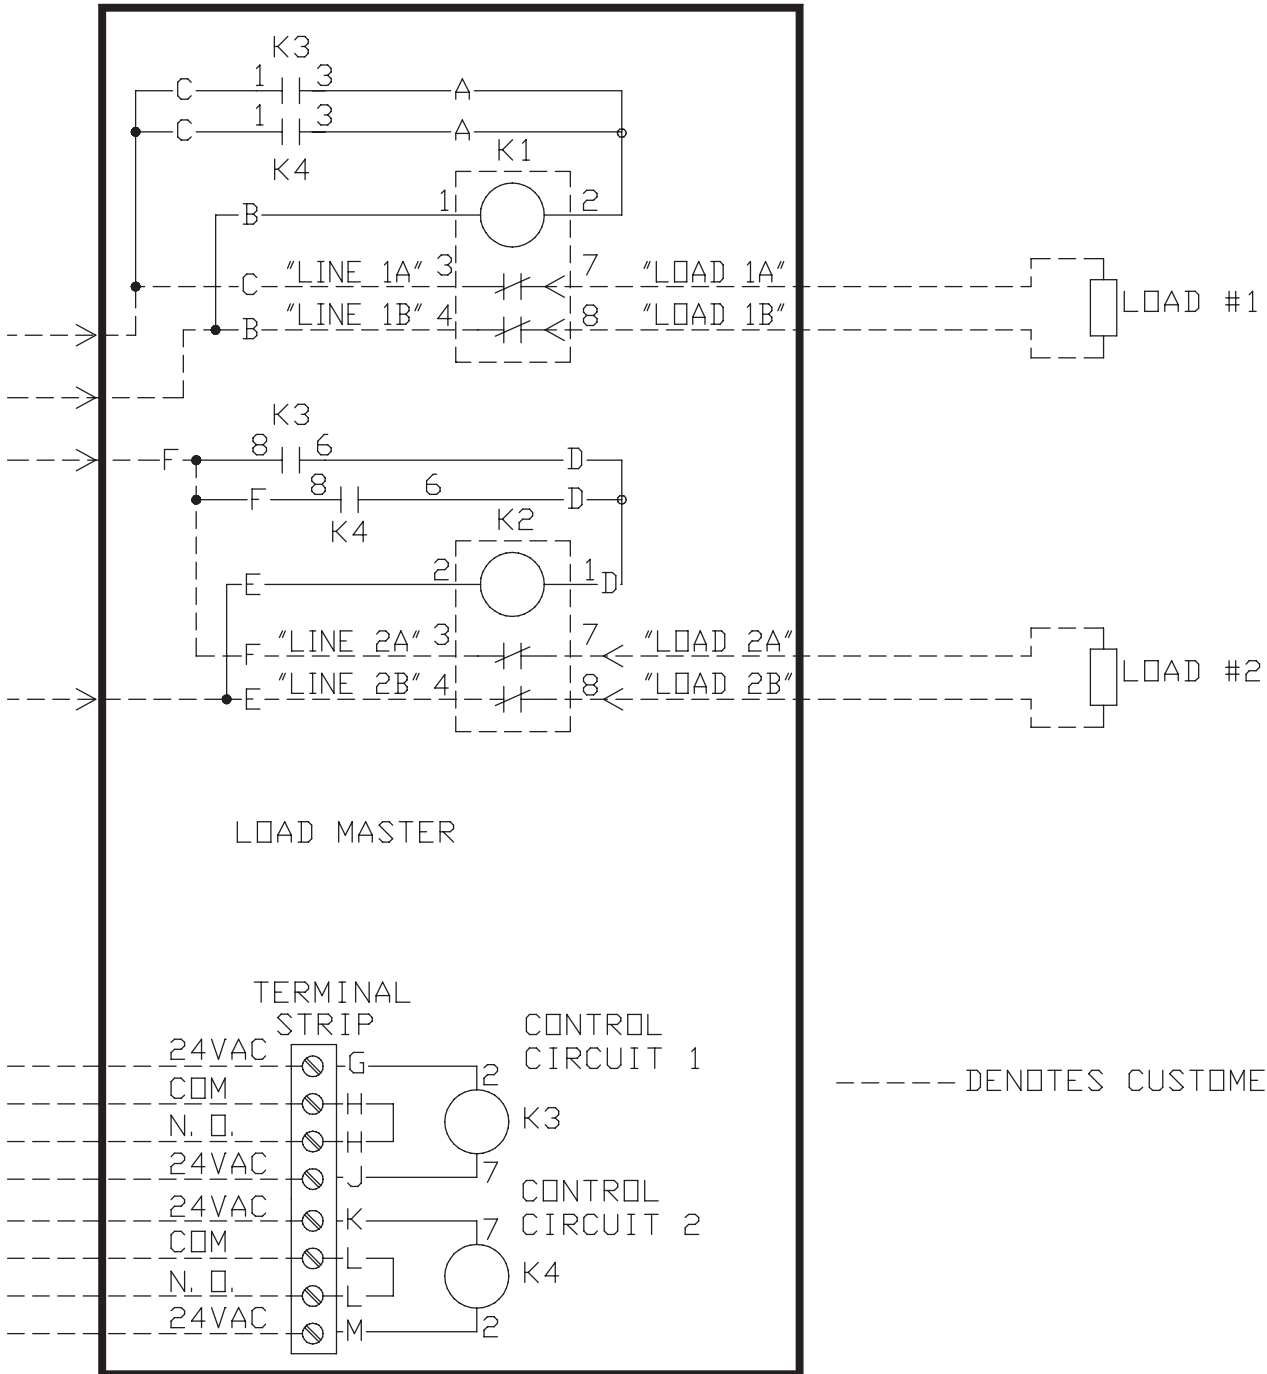 K3
C 1 3 A
C 1 3 A
K4 K1
B 1 2
C "LINE 1A" 3 7 "LOAD 1A"
B "LINE 1B" 4 8 "LOAD 1B"
LOAD #1
K3
F 8 6 D
F 8 6 D
K4 K2
E 2 1 D
F "LINE 2A" 3 7 "LOAD 2A"
E "LINE 2B" 4 8 "LOAD 2B"
LOAD #2
LOAD MASTER
TERMINAL
STRIP
CONTROL
CIRCUIT 1
24VAC G 2
COM H K3
N.O. H
24VAC J 7
DENOTES CUSTOME
CONTROL
CIRCUIT 2
24VAC K 7
COM L K4
N.O. L
24VAC M 2